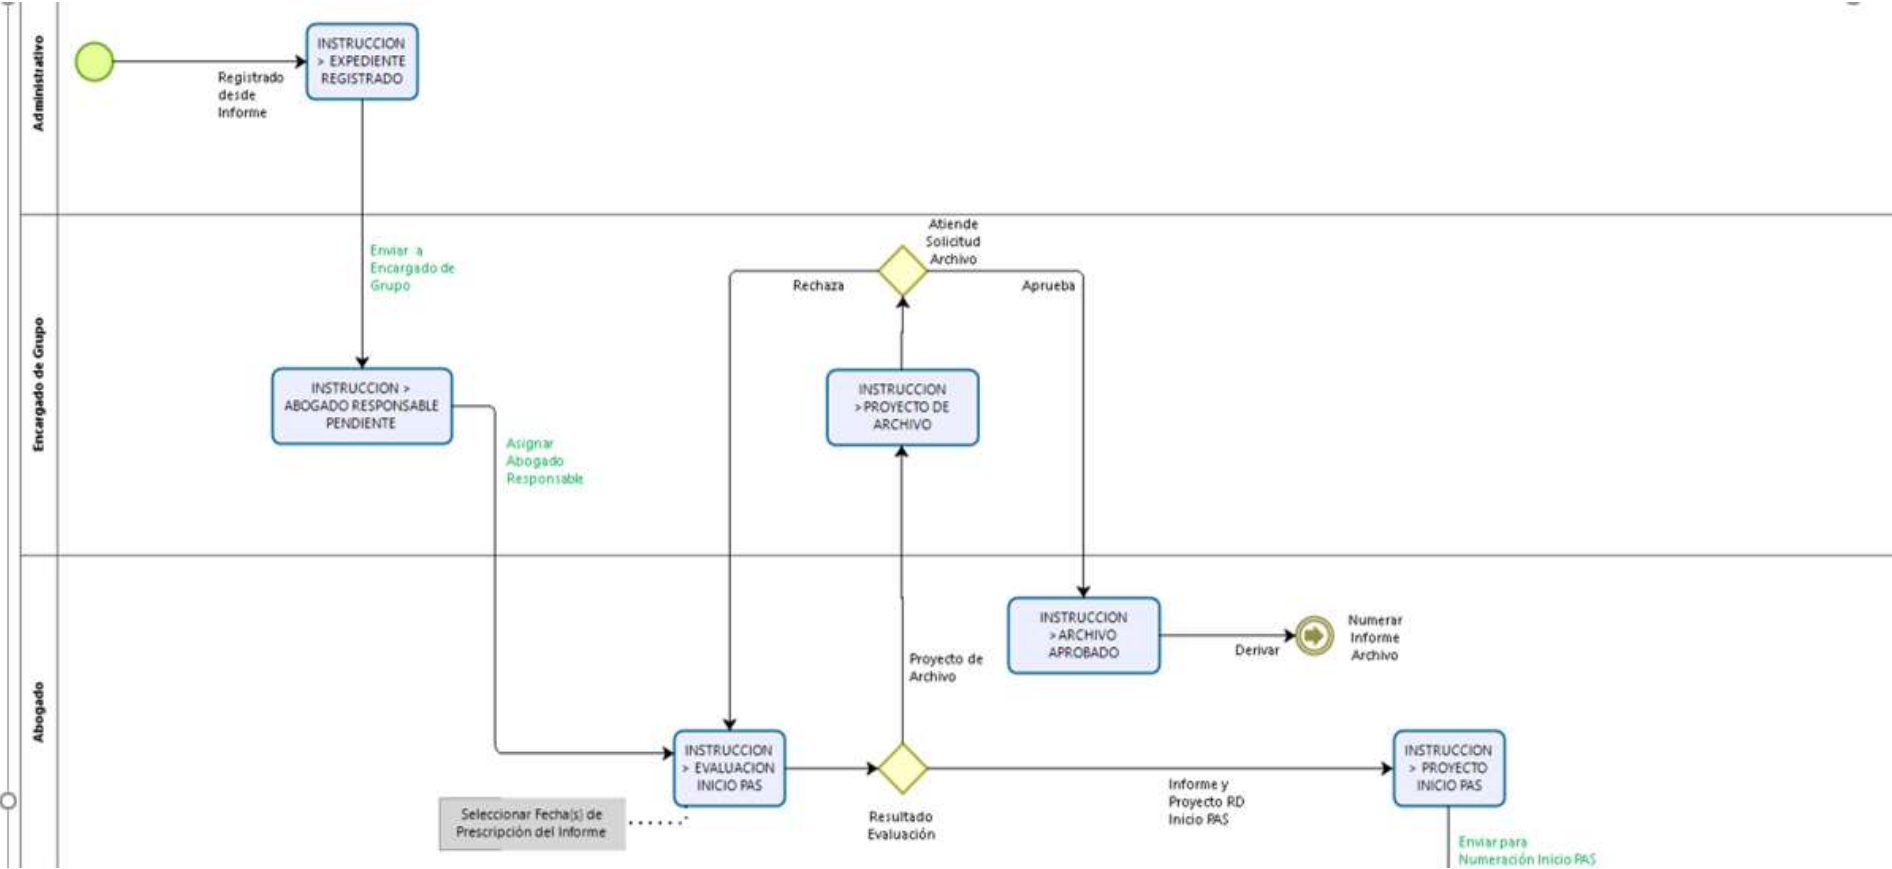 Administrativo
INSTRUCCION
> EXPEDIENTE
REGISTRADO
Registrado
desde
Informe
Encargado de Grupo
Enviar a
Encargado de
Grupo
Atiende
Solicitud
Archivo
Rechaza
Aprueba
INSTRUCCION >
ABOGADO RESPONSABLE
PENDIENTE
INSTRUCCION
>PROYECTO DE
ARCHIVO
Asignar
Abogado
Responsable
Abogado
INSTRUCCION
>ARCHIVO
APROBADO
Derivar
Numerar
Informe
Archivo
Proyecto de
Archivo
INSTRUCCION
> EVALUACION
INICIO PAS
INSTRUCCION
> PROYECTO
INICIO PAS
Informe y
Proyecto RD
Inicio PAS
Seleccionar Fecha(s) de
Prescripción del Informe
Resultado
Evaluación
Enviar para
Numeración Inicio PAS